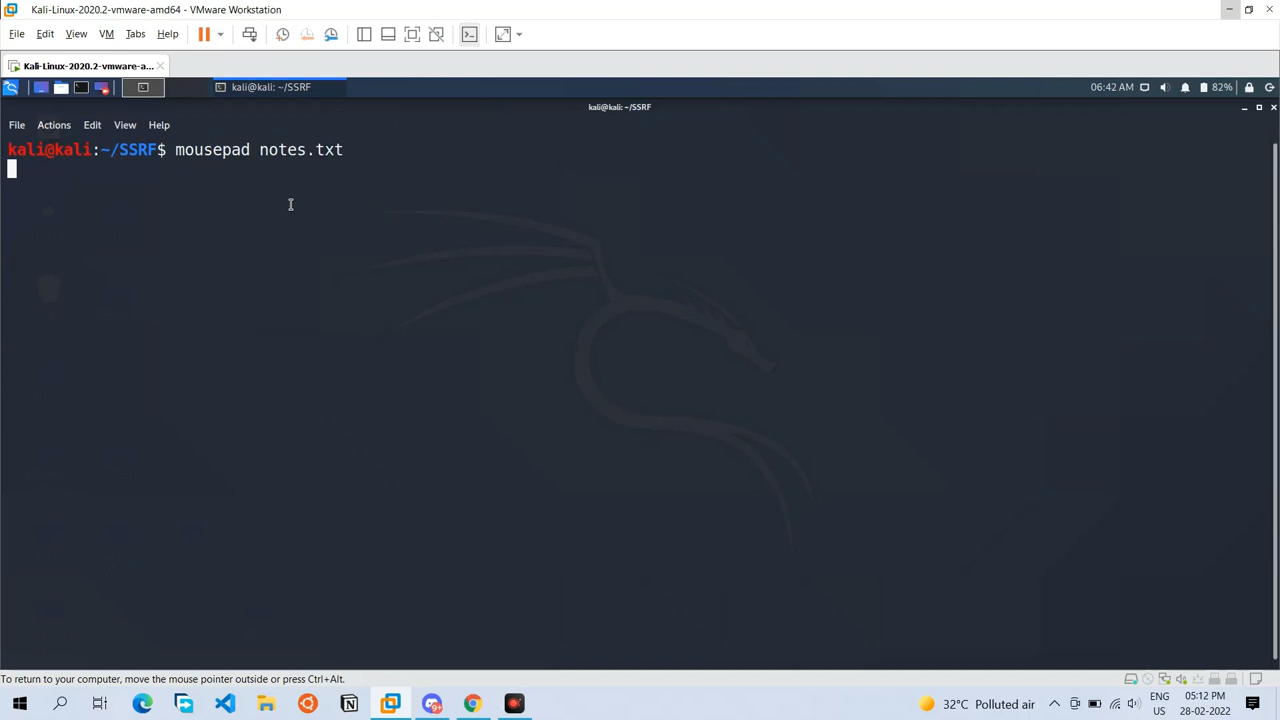 Kali-Linux-2020.2-vmware-amd64 - VMware Workstation
File Edit View VM Tabs Help
Kali-Linux-2020.2-vmware-a...
kali@kali: ~/SSRF 06:42 AM 82%
kali@kali: ~/SSRF
File Actions Edit View Help
kali@kali:~/SSRF$ mousepad notes.txt
To return to your computer, move the mouse pointer outside or press Ctrl+Alt.
32°C Polluted air ENG 05:12 PM
US 28-02-2022